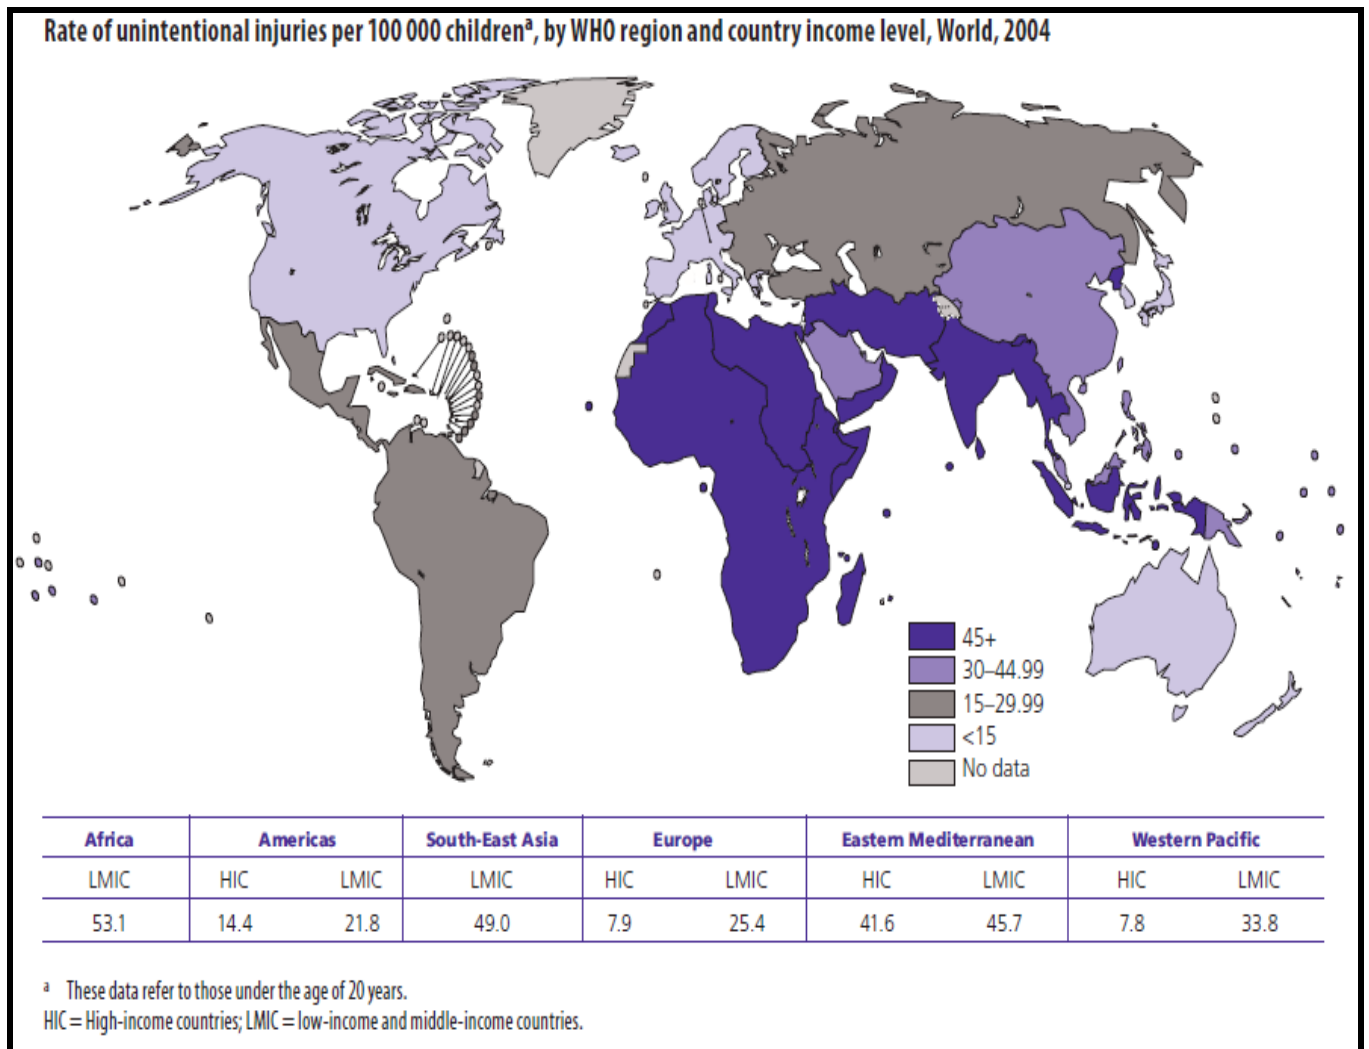 Rate of unintentional injuries per 100 000 childrenᵃ, by WHO region and country income level, World, 2004
45+
30–44.99
15–29.99
<15
No data
Africa Americas South-East Asia Europe Eastern Mediterranean Western Pacific
LMIC HIC LMIC LMIC HIC LMIC HIC LMIC HIC LMIC
53.1 14.4 21.8 49.0 7.9 25.4 41.6 45.7 7.8 33.8
ᵃ These data refer to those under the age of 20 years.
HIC = High-income countries; LMIC = low-income and middle-income countries.